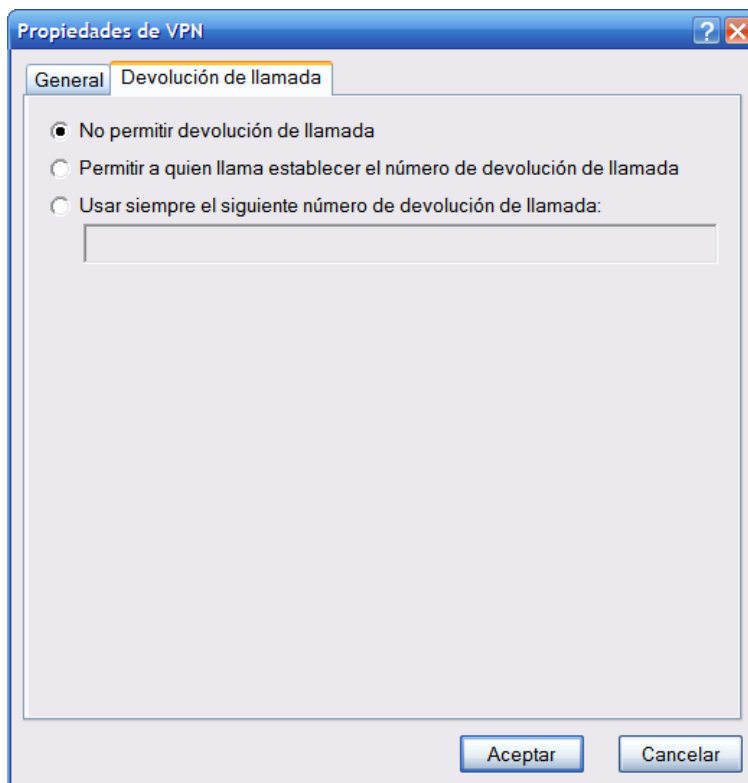 Propiedades de VPN
General
Devolución de llamada
No permitir devolución de llamada
Permitir a quien llama establecer el número de devolución de llamada
Usar siempre el siguiente número de devolución de llamada:
Aceptar
Cancelar